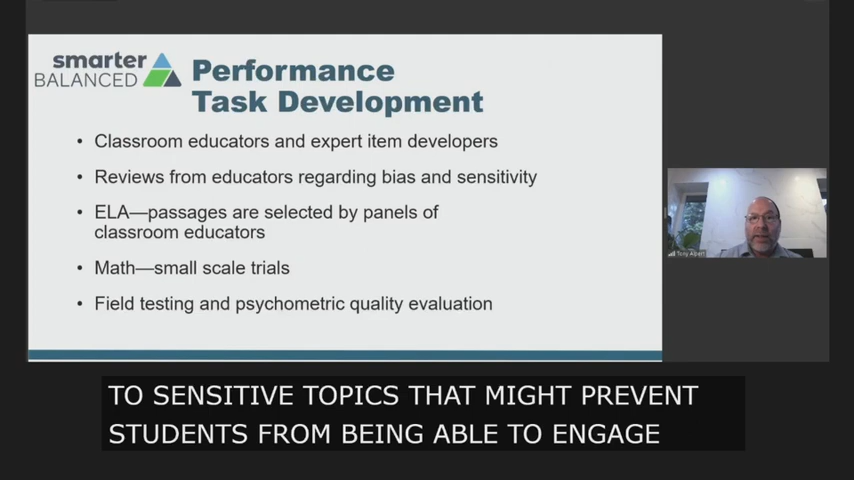 smarter
BALANCED
Performance
Task Development
• Classroom educators and expert item developers
• Reviews from educators regarding bias and sensitivity
• ELA—passages are selected by panels of
classroom educators
• Math—small scale trials
• Field testing and psychometric quality evaluation
Tony Alpert
TO SENSITIVE TOPICS THAT MIGHT PREVENT
STUDENTS FROM BEING ABLE TO ENGAGE